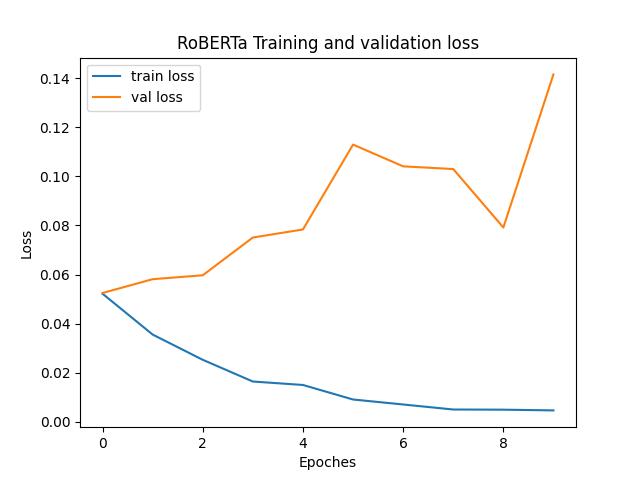 RoBERTa Training and validation loss
train loss
val loss
0.14
0.12
0.10
0.08
0.06
0.04
0.02
0.00
Loss
0 2 4 6 8
Epoches